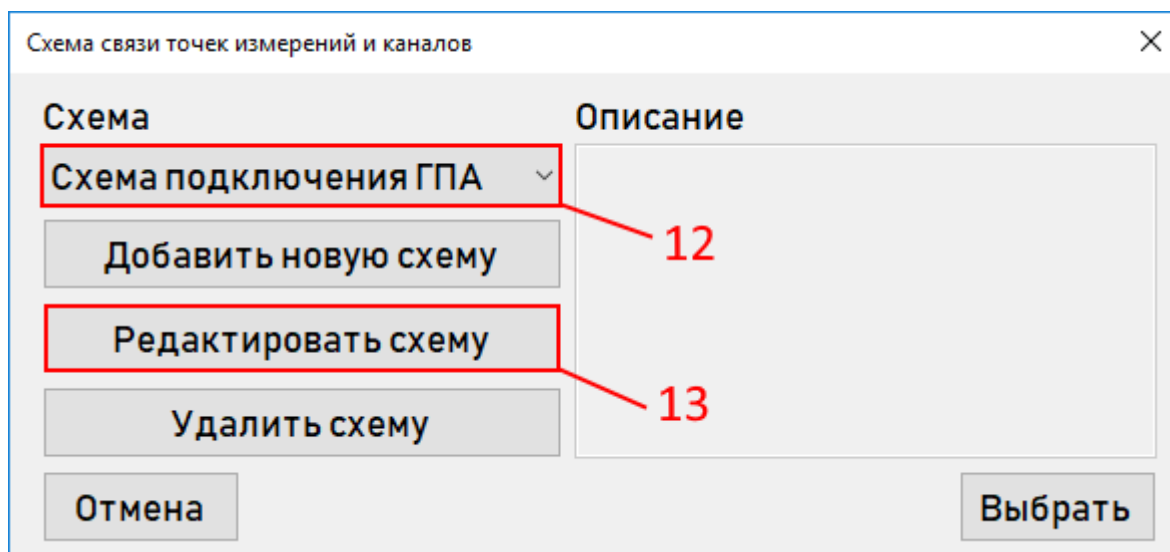 Схема связи точек измерений и каналов
Схема
Описание
Схема подключения ГПА
Добавить новую схему
12
Редактировать схему
13
Удалить схему
Отмена
Выбрать